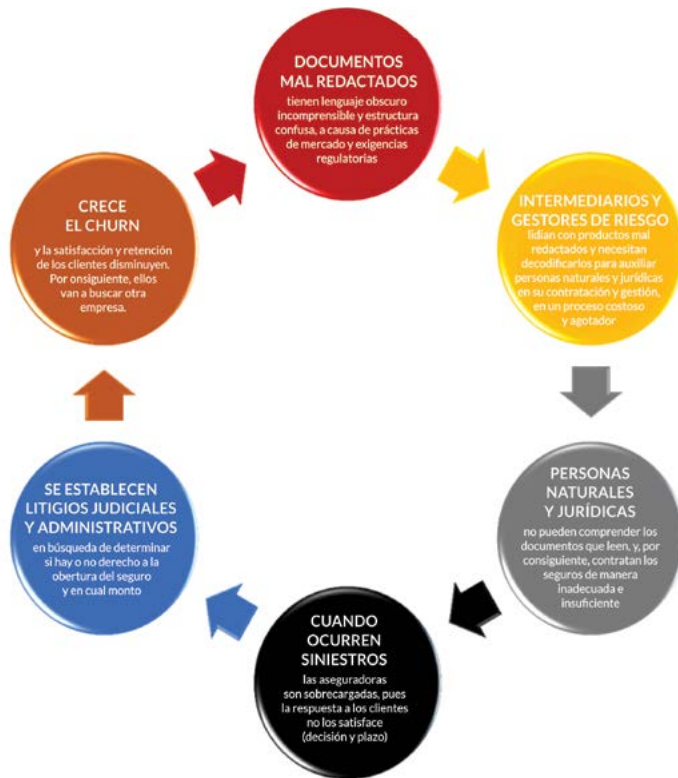 DOCUMENTOS
MAL REDACTADOS
tienen lenguaje obscuro
incomprensible y estructura
confusa, a causa de prácticas
de mercado y exigencias
regulatorias
INTERMEDIARIOS Y
GESTORES DE RIESGO
lidian con productos mal
redactados y necesitan
decodificarlos para auxiliar
personas naturales y jurídicas
en su contratación y gestión,
en un proceso costoso
y agotador
PERSONAS
NATURALES
Y JURÍDICAS
no pueden comprender los
documentos que leen, y, por
consiguiente, contratan los
seguros de manera
inadecuada e
insuficiente
CUANDO
OCURREN
SINIESTROS
las aseguradoras
son sobrecargadas, pues
la respuesta a los clientes
no los satisface
(decisión y plazo)
SE ESTABLECEN
LITIGIOS JUDICIALES
Y ADMINISTRATIVOS
en búsqueda de determinar
si hay o no derecho a la
obertura del seguro
y en cual monto
CRECE
EL CHURN
y la satisfacción y retención
de los clientes disminuyen.
Por onsiguiente, ellos
van a buscar otra
empresa.